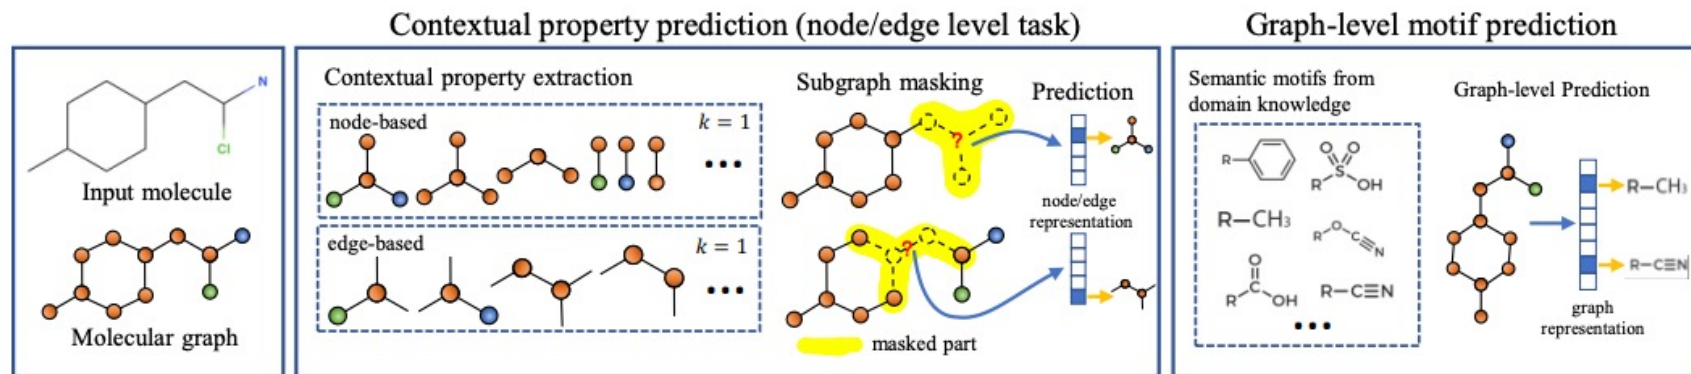 Contextual property prediction (node/edge level task)
Graph-level motif prediction
N
Cl
Input molecule
Molecular graph
Contextual property extraction
node-based
k = 1
•••
edge-based
k = 1
•••
Subgraph masking
?
?
masked part
Prediction
node/edge
representation
Semantic motifs from
domain knowledge
R
O O
S
R OH
R—CH₃
R O C≡N
O
R C OH
R—C≡N
•••
Graph-level Prediction
R—CH₃
R—C≡N
graph
representation